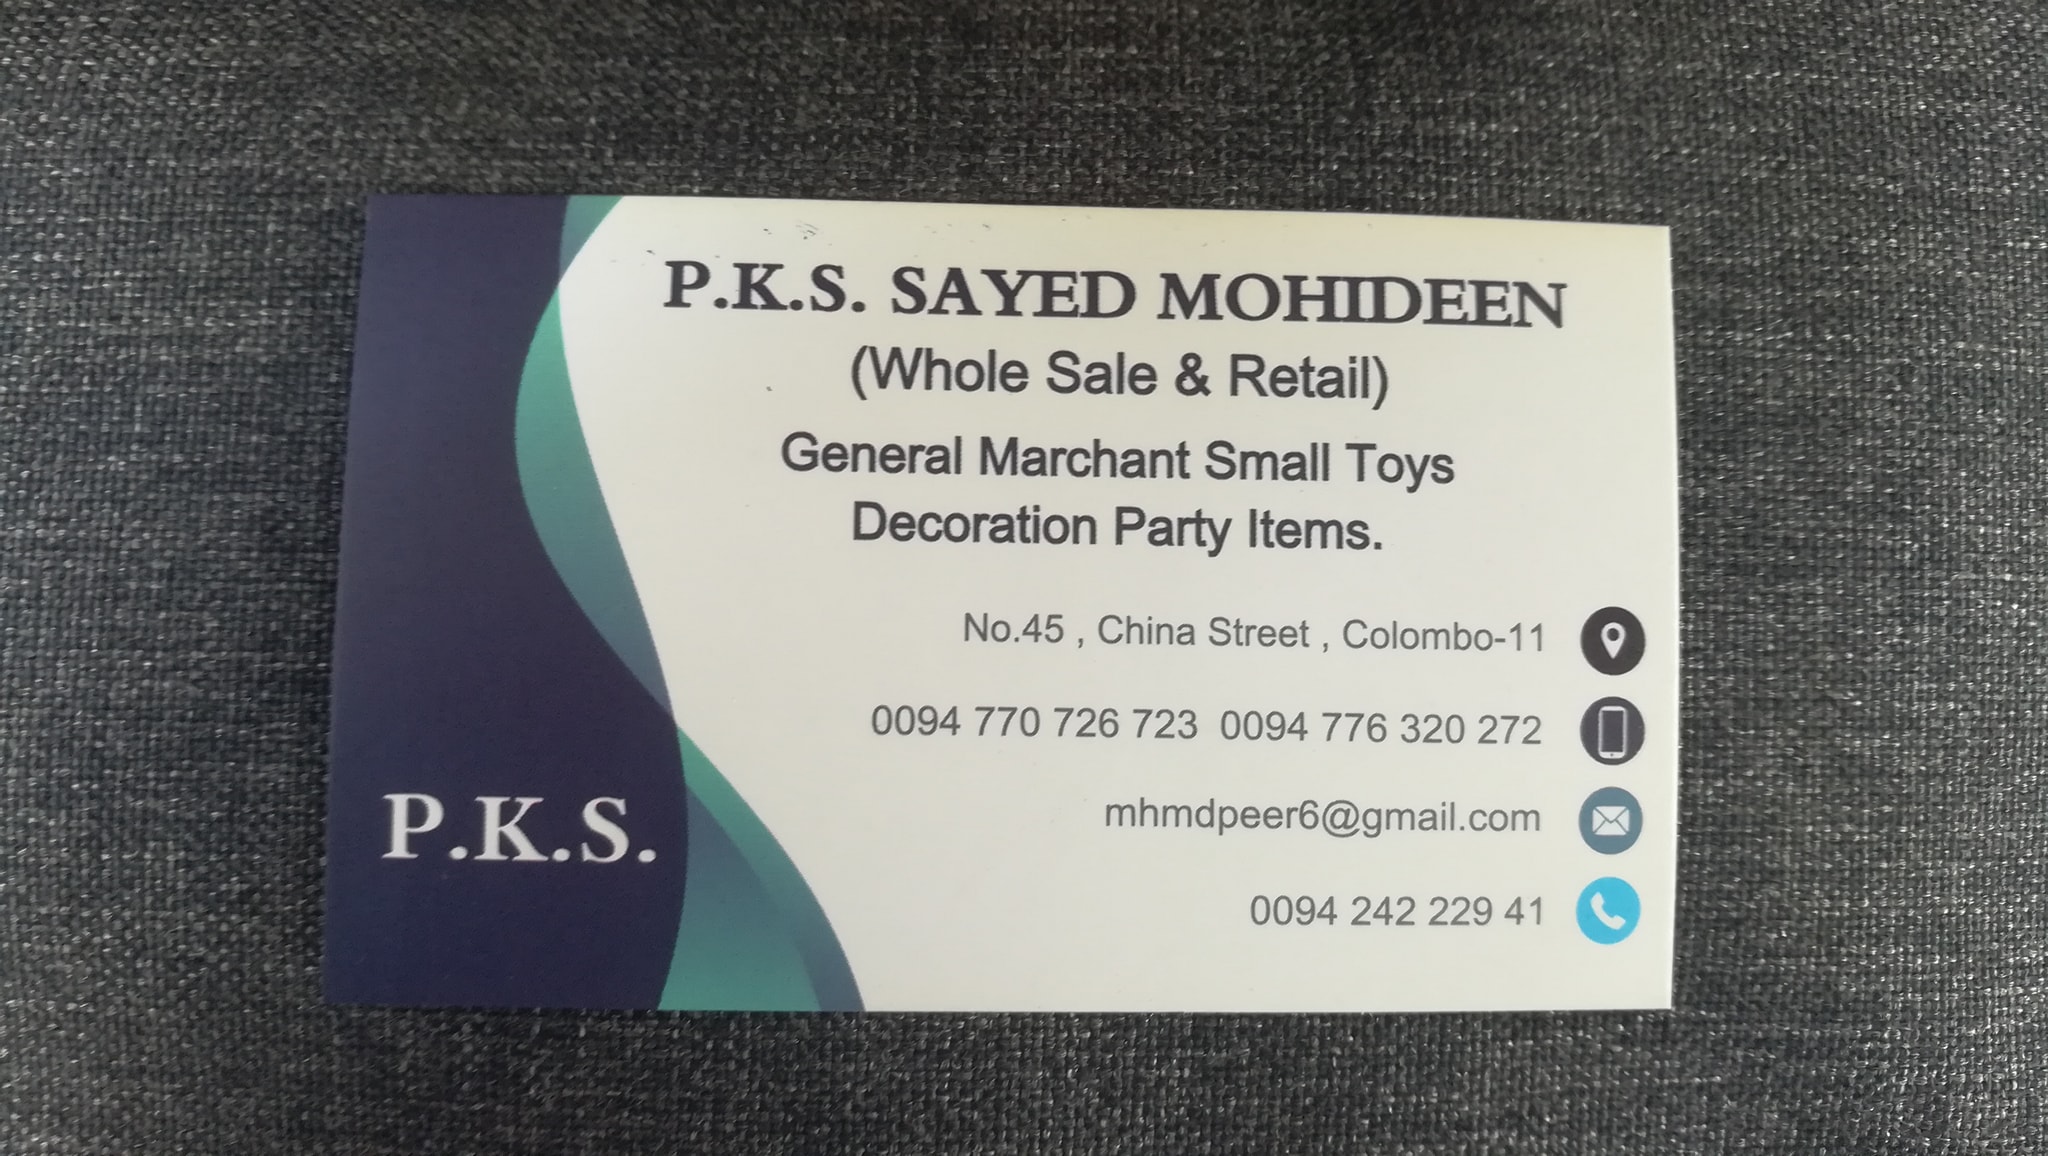 P.K.S. SAYED MOHIDEEN
(Whole Sale & Retail)
General Marchant Small Toys
Decoration Party Items.
No.45 , China Street , Colombo-11
0094 770 726 723  0094 776 320 272
mhmdpeer6@gmail.com
0094 242 229 41
P.K.S.